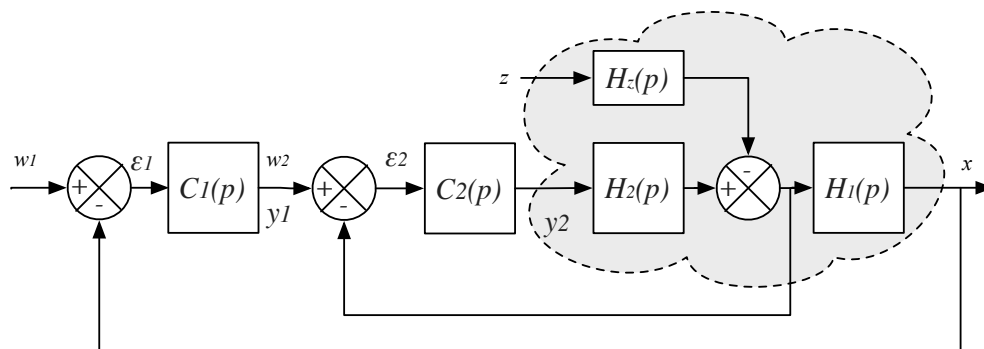 z
Hz(p)
w1
+
-
ε1
C1(p)
w2
y1
+
-
ε2
C2(p)
y2
H2(p)
+
-
H1(p)
x